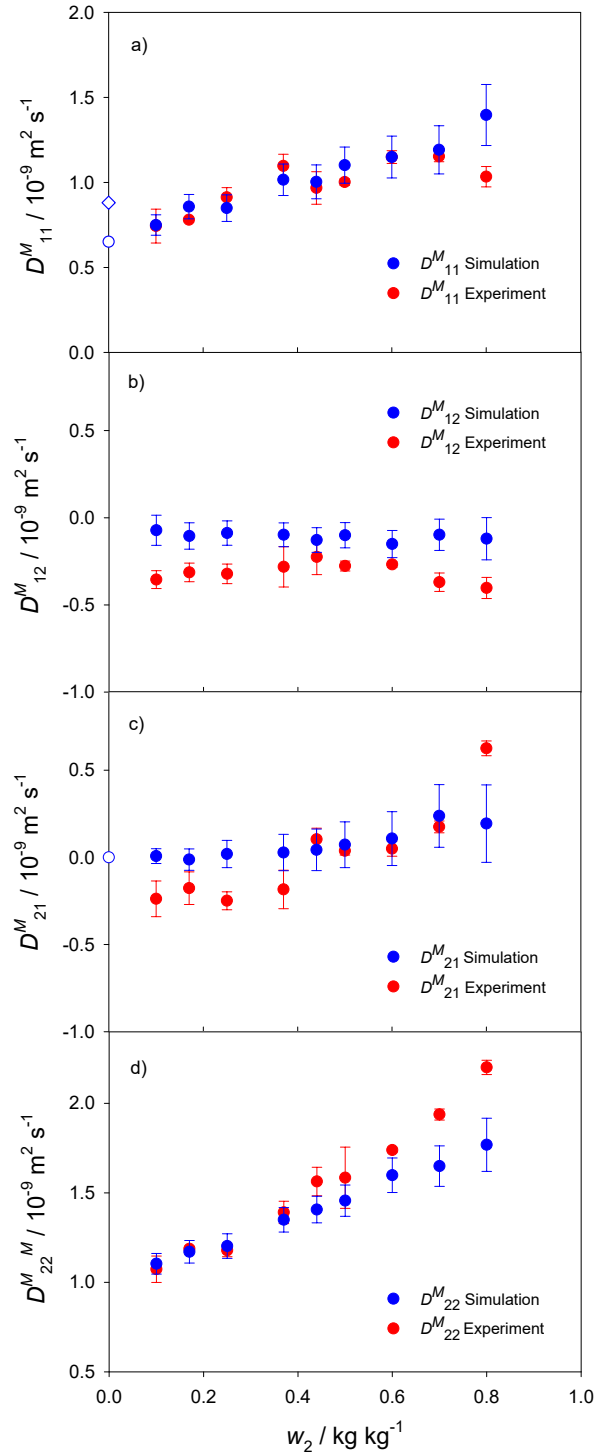 2.0
a)
1.5
1.0
0.5
0.0
D^M_11 / 10^-9 m^2 s^-1
D^M_11 Simulation
D^M_11 Experiment
b)
D^M_12 Simulation
D^M_12 Experiment
0.5
0.0
-0.5
-1.0
D^M_12 / 10^-9 m^2 s^-1
c)
0.5
0.0
-0.5
-1.0
D^M_21 / 10^-9 m^2 s^-1
D^M_21 Simulation
D^M_21 Experiment
d)
2.0
1.5
1.0
0.5
D^M_22 ^M / 10^-9 m^2 s^-1
D^M_22 Simulation
D^M_22 Experiment
0.0 0.2 0.4 0.6 0.8 1.0
w_2 / kg kg^-1